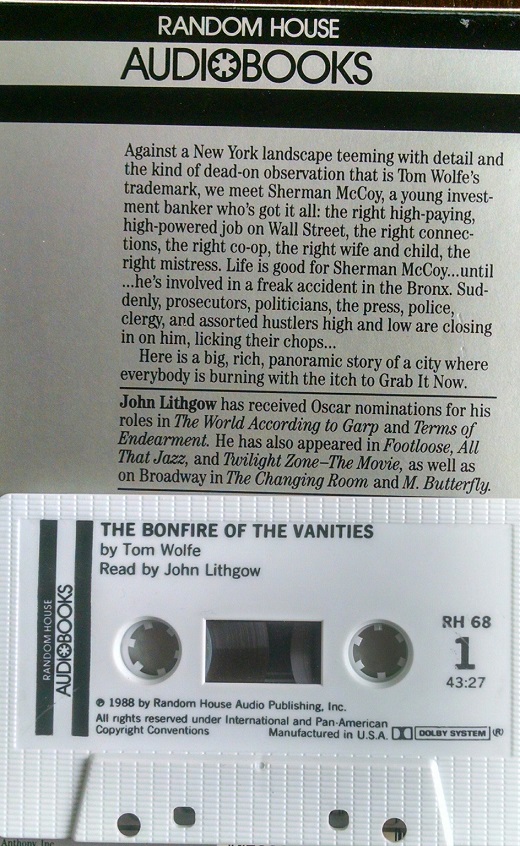 RANDOM HOUSE
AUDIOBOOKS
Against a New York landscape teeming with detail and
the kind of dead-on observation that is Tom Wolfe's
trademark, we meet Sherman McCoy, a young invest-
ment banker who's got it all: the right high-paying,
high-powered job on Wall Street, the right connec-
tions, the right co-op, the right wife and child, the
right mistress. Life is good for Sherman McCoy...until
...he's involved in a freak accident in the Bronx. Sud-
denly, prosecutors, politicians, the press, police,
clergy, and assorted hustlers high and low are closing
in on him, licking their chops...
Here is a big, rich, panoramic story of a city where
everybody is burning with the itch to Grab It Now.
John Lithgow has received Oscar nominations for his
roles in The World According to Garp and Terms of
Endearment. He has also appeared in Footloose, All
That Jazz, and Twilight Zone–The Movie, as well as
on Broadway in The Changing Room and M. Butterfly.
RANDOM HOUSE
AUDIOBOOKS
THE BONFIRE OF THE VANITIES
by Tom Wolfe
Read by John Lithgow
RH 68
1
43:27
℗ 1988 by Random House Audio Publishing, Inc.
All rights reserved under International and Pan-American
Copyright Conventions Manufactured in U.S.A. DOLBY SYSTEM
Anthony, Inc.